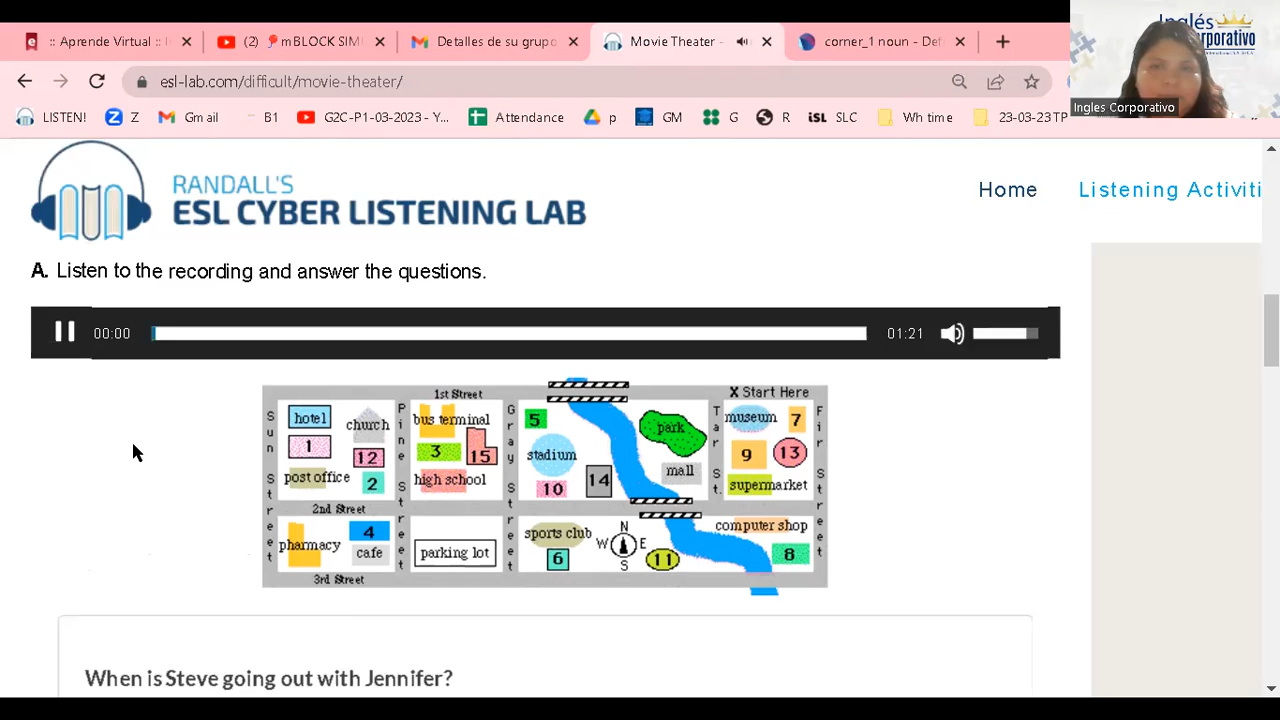 :: Aprende Virtual :: I
(2) mBLOCK SIM
Detalles de su grupo
Movie Theater -
corner_1 noun - Def
esl-lab.com/difficult/movie-theater/
LISTEN!
Z
Gmail
B1
G2C-P1-03-2023 - Y...
Attendance
p
GM
G
R
SLC
Wh time
23-03-23TP
Inglés
Corporativo
Ingles Corporativo
RANDALL'S
ESL CYBER LISTENING LAB
Home
Listening Activiti
A. Listen to the recording and answer the questions.
00:00
01:21
1st Street
X Start Here
Sun Street
hotel
church
1
12
post office
2
Pine Street
bus terminal
3
15
high school
Gray Street
5
stadium
10
14
park
mall
Tar St.
museum
7
9
13
supermarket
Fir Street
2nd Street
pharmacy
4
cafe
parking lot
sports club
6
N
W
E
S
11
computer shop
8
3rd Street
When is Steve going out with Jennifer?